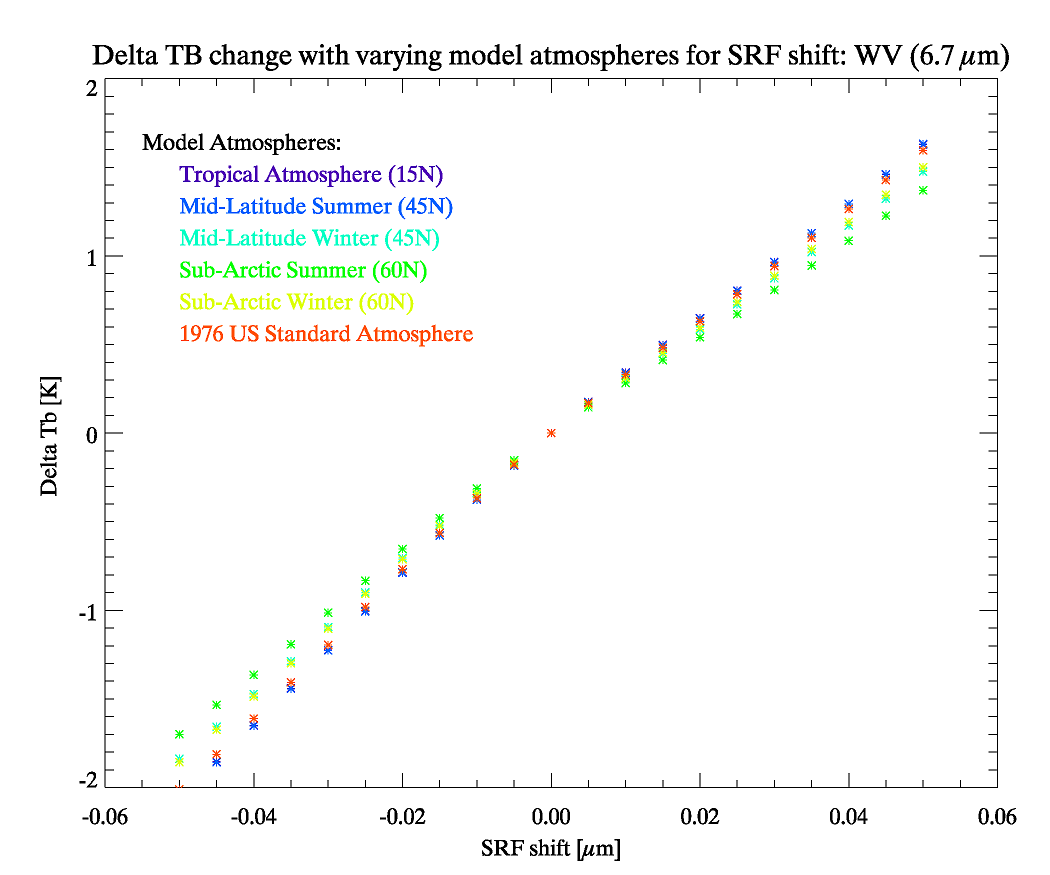 Delta TB change with varying model atmospheres for SRF shift: WV (6.7 μm)
2
Model Atmospheres:
Tropical Atmosphere (15N)
Mid-Latitude Summer (45N)
Mid-Latitude Winter (45N)
Sub-Arctic Summer (60N)
Sub-Arctic Winter (60N)
1976 US Standard Atmosphere
1
0
-1
-2
Delta Tb [K]
-0.06 -0.04 -0.02 0.00 0.02 0.04 0.06
SRF shift [μm]